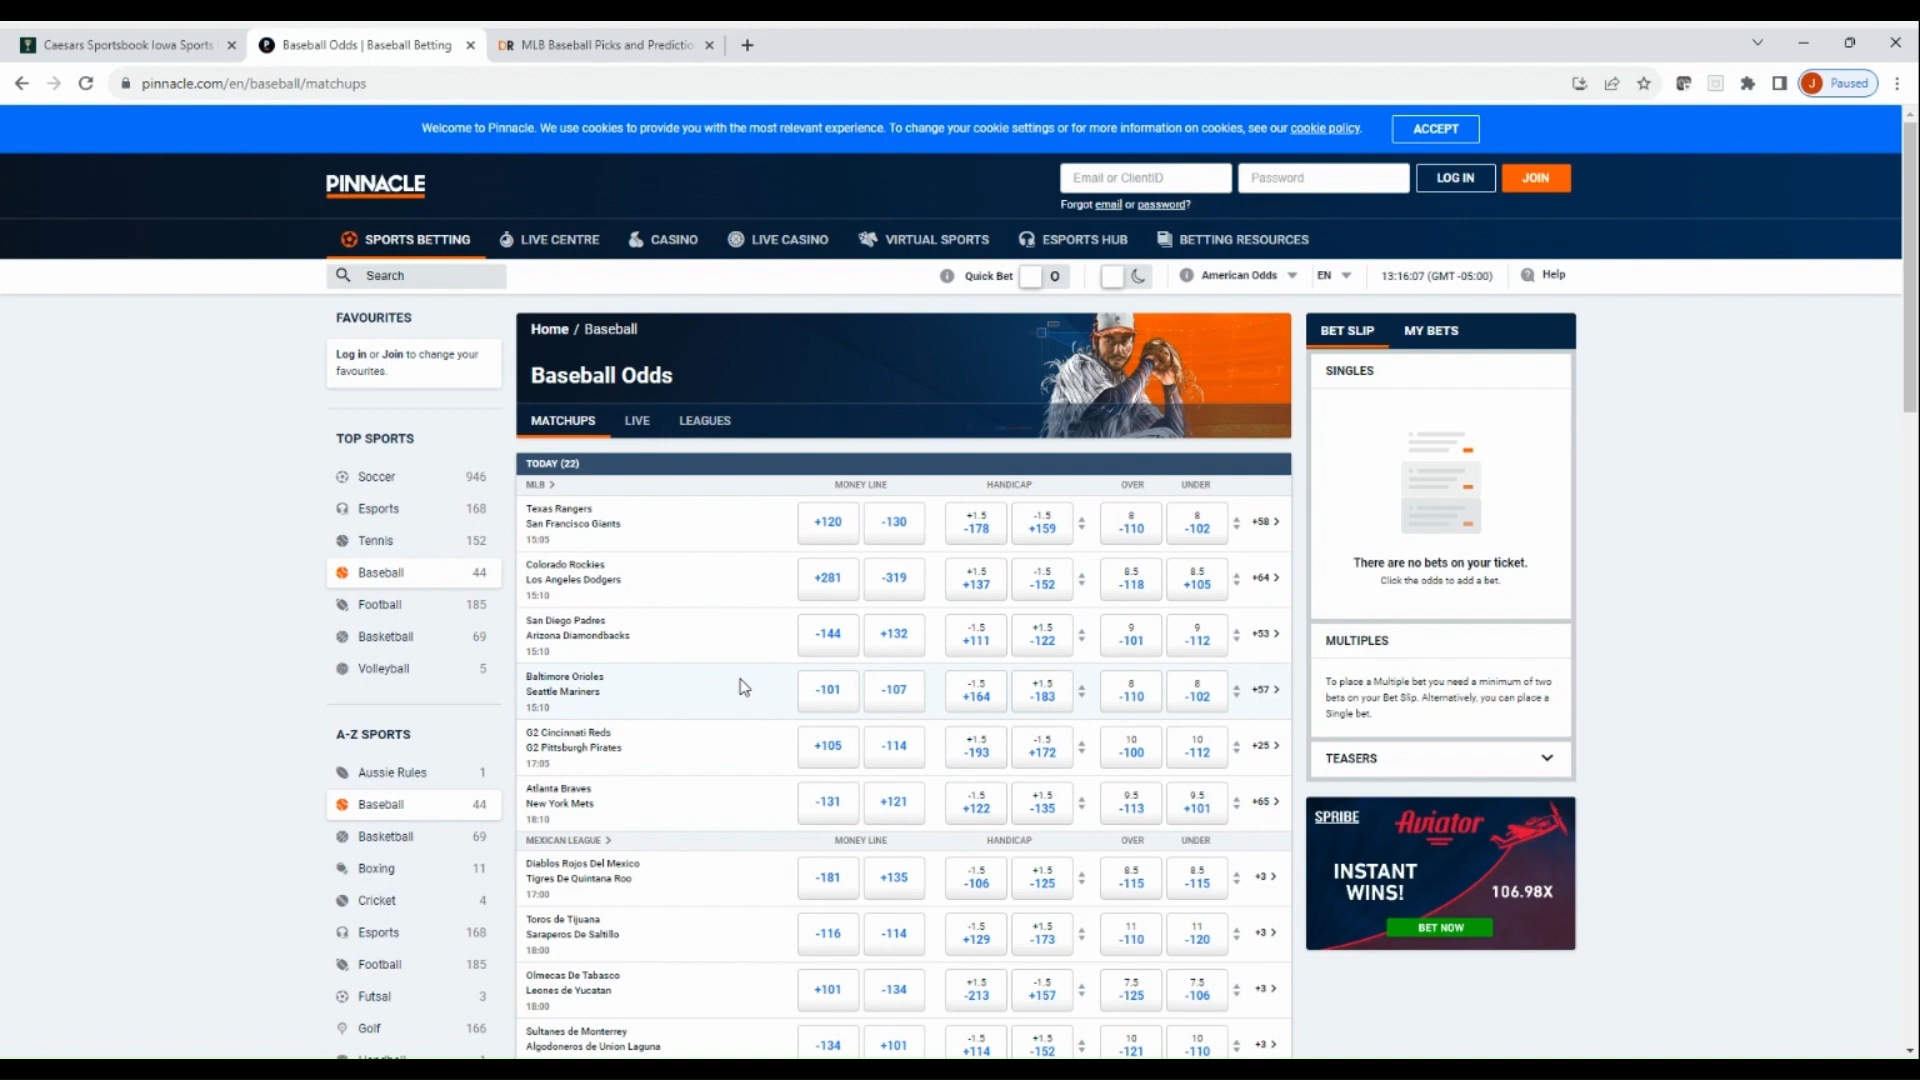 Caesars Sportsbook Iowa Sports
Baseball Odds | Baseball Betting
DR MLB Baseball Picks and Predictio
pinnacle.com/en/baseball/matchups
J Paused
Welcome to Pinnacle. We use cookies to provide you with the most relevant experience. To change your cookie settings or for more information on cookies, see our cookie policy.
ACCEPT
PINNACLE
Email or ClientID
Password
LOG IN
JOIN
Forgot email or password?
SPORTS BETTING
LIVE CENTRE
CASINO
LIVE CASINO
VIRTUAL SPORTS
ESPORTS HUB
BETTING RESOURCES
Search
Quick Bet
O
American Odds
EN
13:16:07 (GMT -05:00)
Help
FAVOURITES
Log in or Join to change your
favourites.
TOP SPORTS
Soccer 946
Esports 168
Tennis 152
Baseball 44
Football 185
Basketball 69
Volleyball 5
A-Z SPORTS
Aussie Rules 1
Baseball 44
Basketball 69
Boxing 11
Cricket 4
Esports 168
Football 185
Futsal 3
Golf 166
Home / Baseball
Baseball Odds
MATCHUPS
LIVE
LEAGUES
TODAY (22)
MLB > MONEY LINE HANDICAP OVER UNDER
Texas Rangers
San Francisco Giants
15:05
+120 -130
+1.5 -1.5 8 8
-178 +159 -110 -102
+58 >
Colorado Rockies
Los Angeles Dodgers
15:10
+281 -319
+1.5 -1.5 8.5 8.5
+137 -152 -118 +105
+64 >
San Diego Padres
Arizona Diamondbacks
15:10
-144 +132
-1.5 +1.5 9 9
+111 -122 -101 -112
+53 >
Baltimore Orioles
Seattle Mariners
15:10
-101 -107
-1.5 +1.5 8 8
+164 -183 -110 -102
+57 >
G2 Cincinnati Reds
G2 Pittsburgh Pirates
17:05
+105 -114
+1.5 -1.5 10 10
-193 +172 -100 -112
+25 >
Atlanta Braves
New York Mets
18:10
-131 +121
-1.5 +1.5 9.5 9.5
+122 -135 -113 +101
+65 >
MEXICAN LEAGUE > MONEY LINE HANDICAP OVER UNDER
Diablos Rojos Del Mexico
Tigres De Quintana Roo
17:00
-181 +135
-1.5 +1.5 8.5 8.5
-106 -125 -115 -115
+3 >
Toros de Tijuana
Saraperos De Saltillo
18:00
-116 -114
-1.5 +1.5 11 11
+129 -173 -110 -120
+3 >
Olmecas De Tabasco
Leones de Yucatan
18:00
+101 -134
+1.5 -1.5 7.5 7.5
-213 +157 -125 -106
+3 >
Sultanes de Monterrey
Algodoneros de Union Laguna
-134 +101
-1.5 +1.5 10 10
+114 -152 -121 -110
+3 >
BET SLIP
MY BETS
SINGLES
There are no bets on your ticket.
Click the odds to add a bet.
MULTIPLES
To place a Multiple bet you need a minimum of two
bets on your Bet Slip. Alternatively, you can place a
Single bet.
TEASERS
SPRIBE
Aviator
INSTANT
WINS!
106.98X
BET NOW